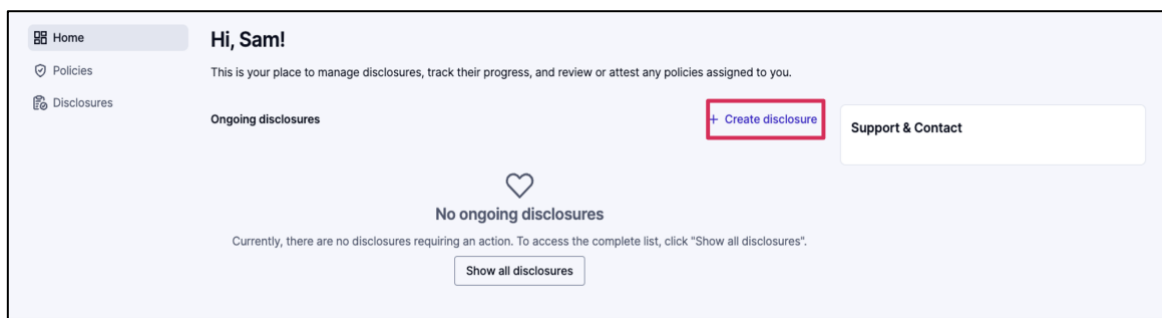 Home
Policies
Disclosures
Hi, Sam!
This is your place to manage disclosures, track their progress, and review or attest any policies assigned to you.
Ongoing disclosures
+ Create disclosure
No ongoing disclosures
Currently, there are no disclosures requiring an action. To access the complete list, click "Show all disclosures".
Show all disclosures
Support & Contact